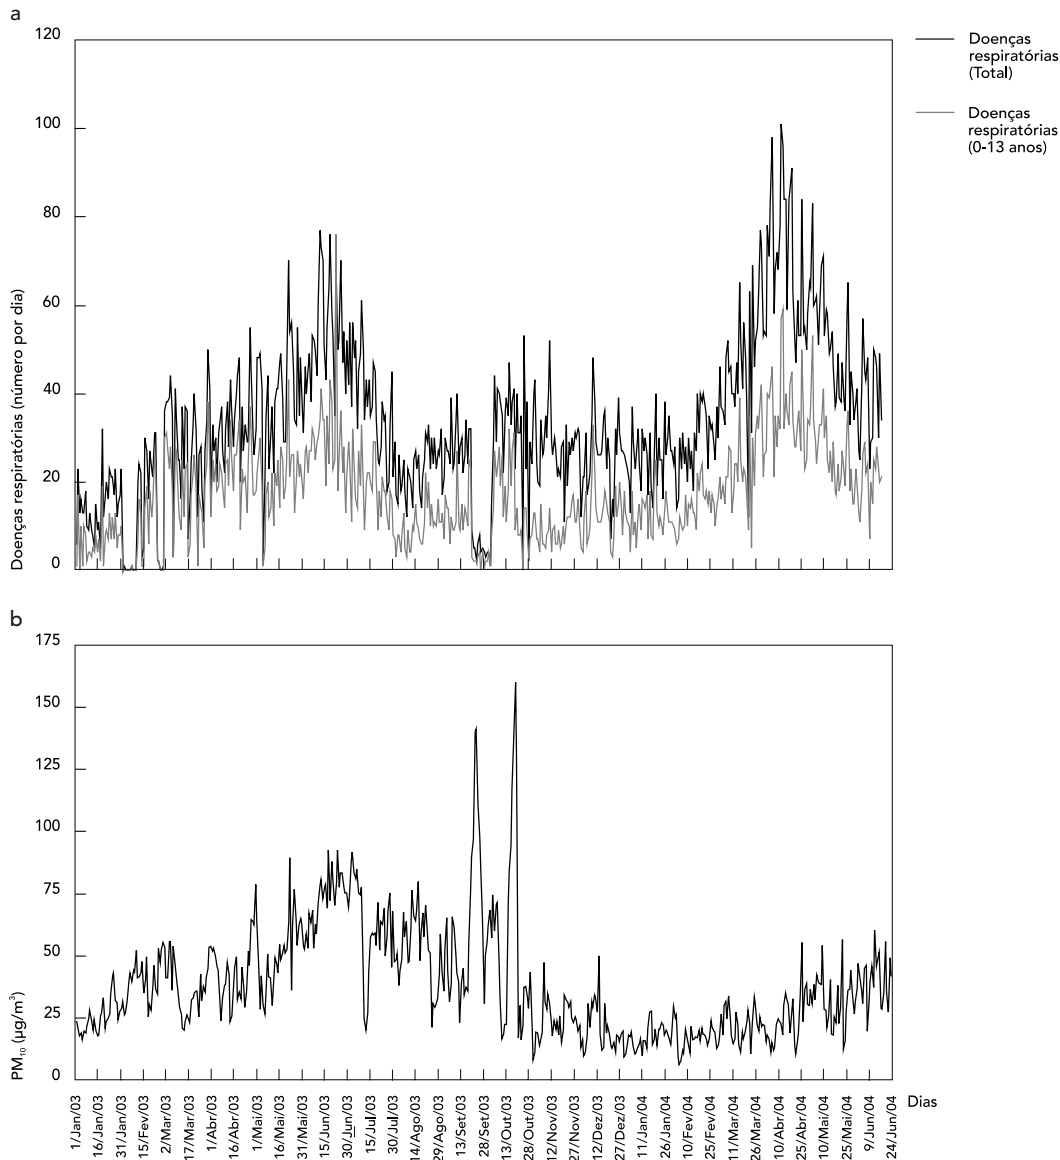 a
120
100
80
60
40
20
0
Doenças respiratórias (número por dia)
Doenças
respiratórias
(Total)
Doenças
respiratórias
(0-13 anos)
b
175
150
125
100
75
50
25
0
PM₁₀ (µg/m³)
1/Jan/03
16/Jan/03
31/Jan/03
15/Fev/03
2/Mar/03
17/Mar/03
1/Abr/03
16/Abr/03
1/Mai/03
16/Mai/03
31/Mai/03
15/Jun/03
30/Jun/03
15/Jul/03
30/Jul/03
14/Ago/03
29/Ago/03
13/Set/03
28/Set/03
13/Out/03
28/Out/03
12/Nov/03
27/Nov/03
12/Dez/03
27/Dez/03
11/Jan/04
26/Jan/04
10/Fev/04
25/Fev/04
11/Mar/04
26/Mar/04
10/Abr/04
25/Abr/04
10/Mai/04
25/Mai/04
9/Jun/04
24/Jun/04
Dias